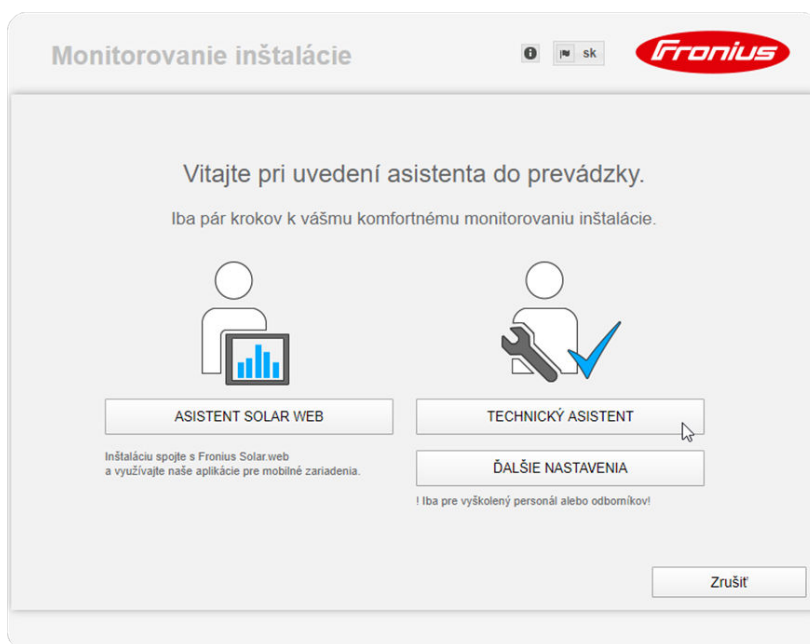 Monitorovanie inštalácie
sk
Fronius
Vitajte pri uvedení asistenta do prevádzky.
Iba pár krokov k vášmu komfortnému monitorovaniu inštalácie.
ASISTENT SOLAR WEB
Inštaláciu spojte s Fronius Solar.web
a využívajte naše aplikácie pre mobilné zariadenia.
TECHNICKÝ ASISTENT
ĎALŠIE NASTAVENIA
! Iba pre vyškolený personál alebo odborníkov!
Zrušiť